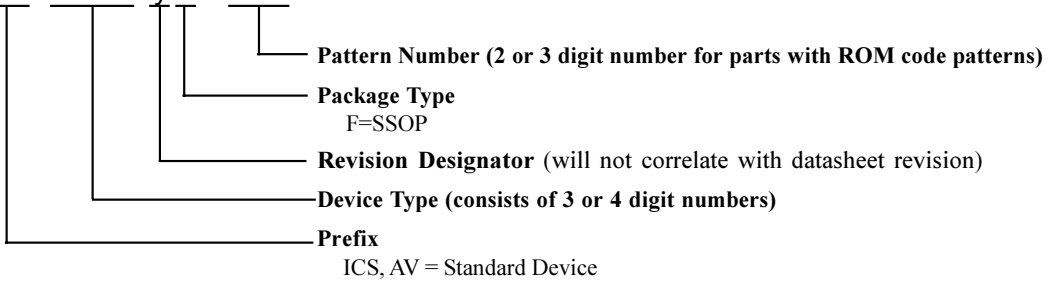 Pattern Number (2 or 3 digit number for parts with ROM code patterns)
Package Type
F=SSOP
Revision Designator (will not correlate with datasheet revision)
Device Type (consists of 3 or 4 digit numbers)
Prefix
ICS, AV = Standard Device